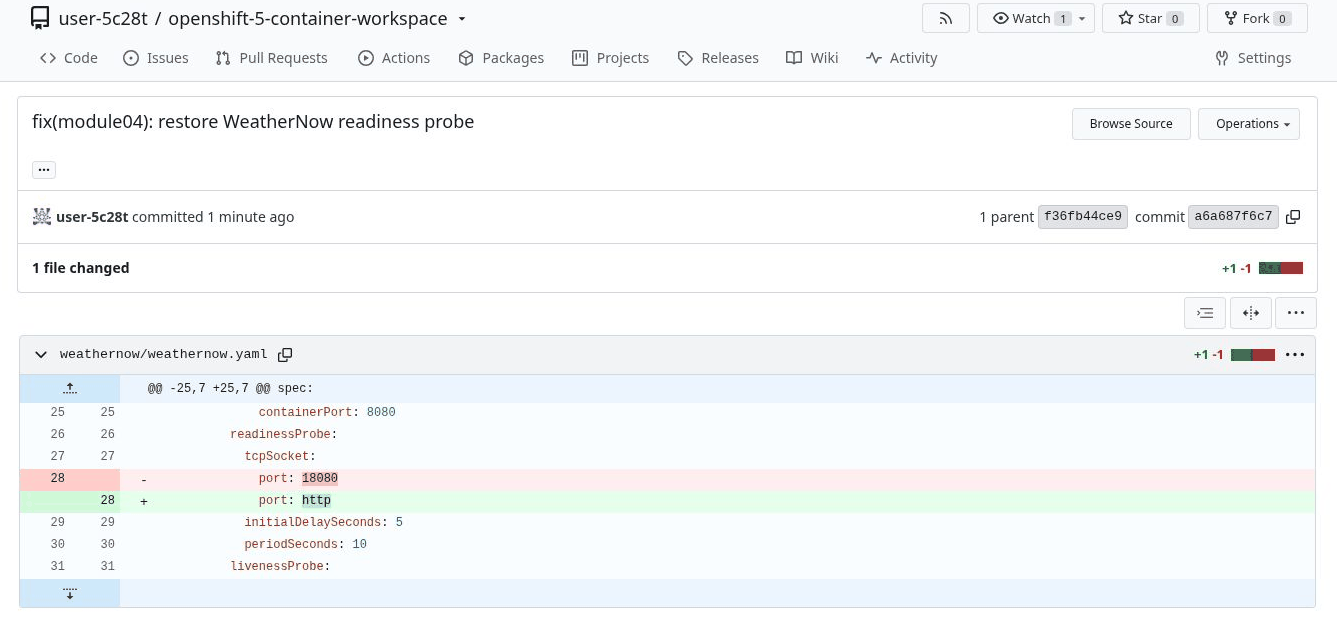 user-5c28t / openshift-5-container-workspace
Watch 1
Star 0
Fork 0
Code
Issues
Pull Requests
Actions
Packages
Projects
Releases
Wiki
Activity
Settings
fix(module04): restore WeatherNow readiness probe
Browse Source
Operations
...
user-5c28t committed 1 minute ago
1 parent f36fb44ce9 commit a6a687f6c7
1 file changed
+1 -1
weathernow/weathernow.yaml
+1 -1
@@ -25,7 +25,7 @@ spec:
25 25 containerPort: 8080
26 26 readinessProbe:
27 27 tcpSocket:
28 - port: 18080
28 + port: http
29 29 initialDelaySeconds: 5
30 30 periodSeconds: 10
31 31 livenessProbe: